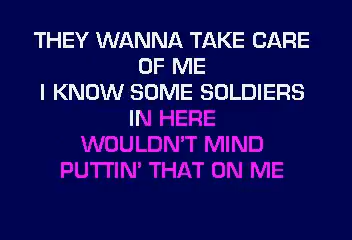 THEY WANNA TAKE CARE
OF ME
I KNOW SOME SOLDIERS
IN HERE
WOULDN'T MIND
PUTTIN' THAT ON ME